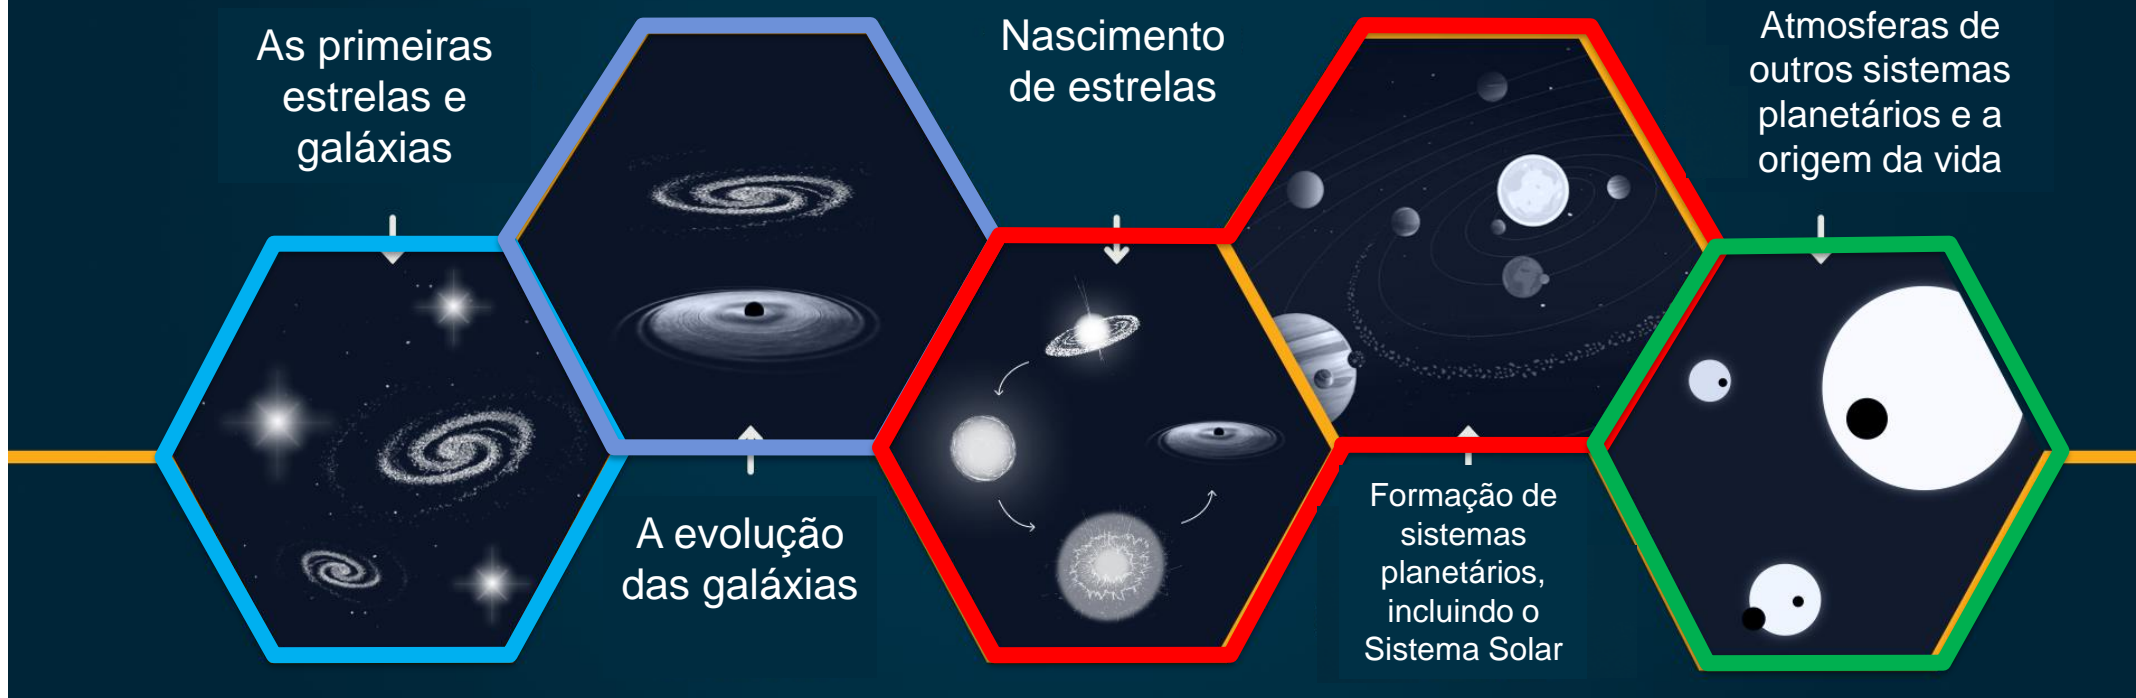 As primeiras
estrelas e
galáxias
A evolução
das galáxias
Nascimento
de estrelas
Formação de
sistemas
planetários,
incluindo o
Sistema Solar
Atmosferas de
outros sistemas
planetários e a
origem da vida